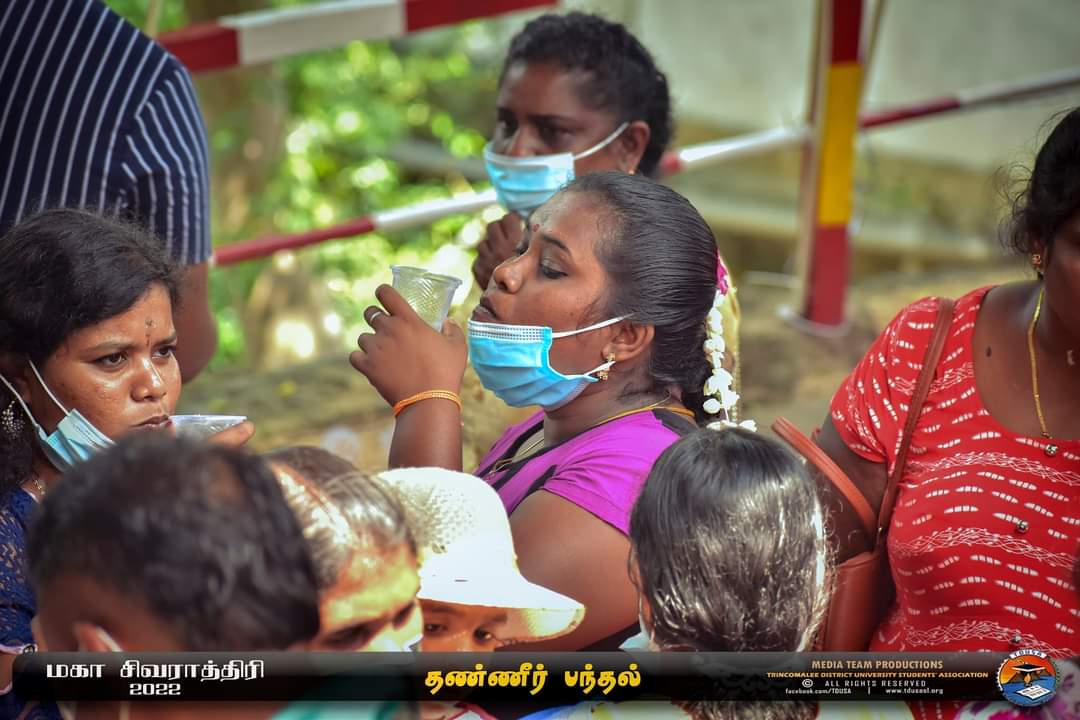 மகா சிவராத்திரி
2022
தண்ணீர் பந்தல்
MEDIA TEAM PRODUCTIONS
TRINCOMALEE DISTRICT UNIVERSITY STUDENTS' ASSOCIATION
© ALL RIGHTS RESERVED
facebook.com/TDUSA | www.tdusasl.org
TDUSA